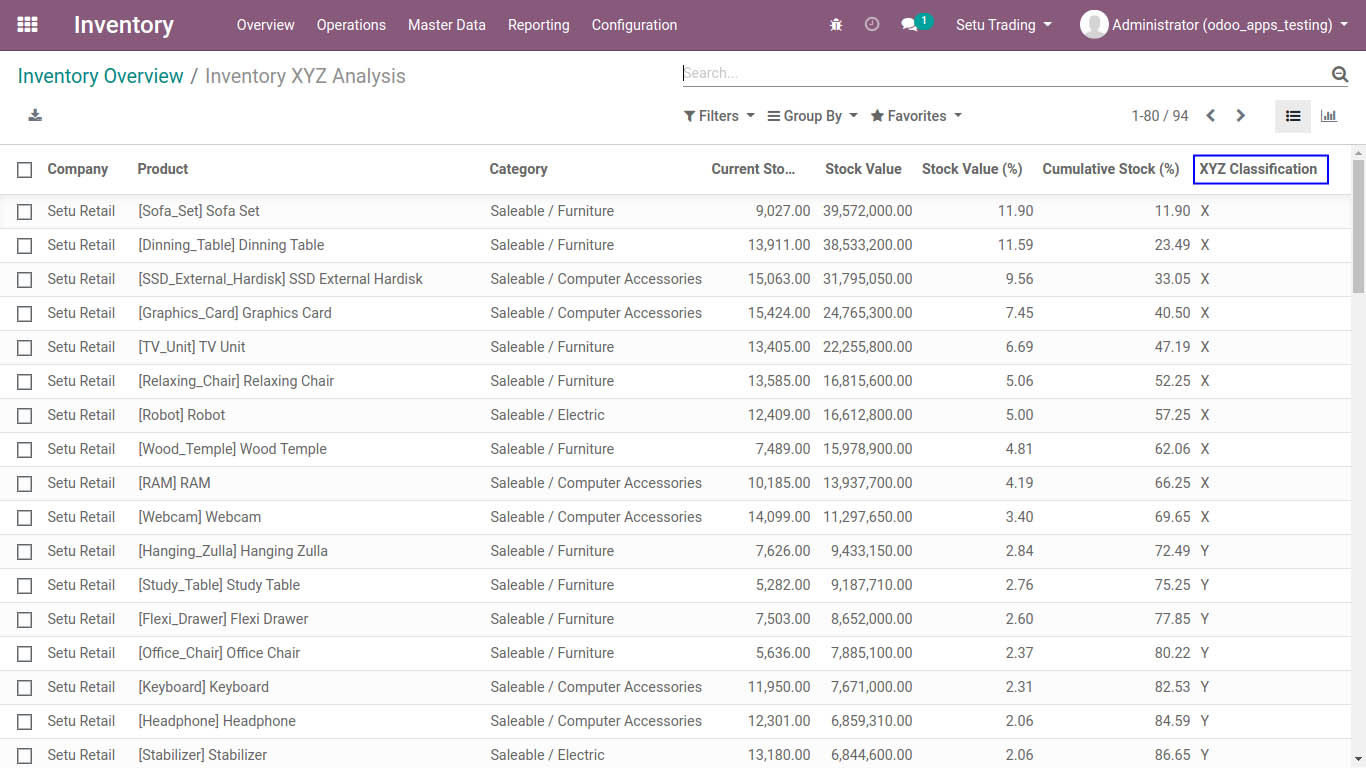 Inventory Overview Operations Master Data Reporting Configuration 1 Setu Trading Administrator (odoo_apps_testing)
Inventory Overview / Inventory XYZ Analysis Search...
Filters Group By Favorites 1-80 / 94
Company Product Category Current Sto... Stock Value Stock Value (%) Cumulative Stock (%) XYZ Classification
Setu Retail [Sofa_Set] Sofa Set Saleable / Furniture 9,027.00 39,572,000.00 11.90 11.90 X
Setu Retail [Dinning_Table] Dinning Table Saleable / Furniture 13,911.00 38,533,200.00 11.59 23.49 X
Setu Retail [SSD_External_Hardisk] SSD External Hardisk Saleable / Computer Accessories 15,063.00 31,795,050.00 9.56 33.05 X
Setu Retail [Graphics_Card] Graphics Card Saleable / Computer Accessories 15,424.00 24,765,300.00 7.45 40.50 X
Setu Retail [TV_Unit] TV Unit Saleable / Furniture 13,405.00 22,255,800.00 6.69 47.19 X
Setu Retail [Relaxing_Chair] Relaxing Chair Saleable / Furniture 13,585.00 16,815,600.00 5.06 52.25 X
Setu Retail [Robot] Robot Saleable / Electric 12,409.00 16,612,800.00 5.00 57.25 X
Setu Retail [Wood_Temple] Wood Temple Saleable / Furniture 7,489.00 15,978,900.00 4.81 62.06 X
Setu Retail [RAM] RAM Saleable / Computer Accessories 10,185.00 13,937,700.00 4.19 66.25 X
Setu Retail [Webcam] Webcam Saleable / Computer Accessories 14,099.00 11,297,650.00 3.40 69.65 X
Setu Retail [Hanging_Zulla] Hanging Zulla Saleable / Furniture 7,626.00 9,433,150.00 2.84 72.49 Y
Setu Retail [Study_Table] Study Table Saleable / Furniture 5,282.00 9,187,710.00 2.76 75.25 Y
Setu Retail [Flexi_Drawer] Flexi Drawer Saleable / Furniture 7,503.00 8,652,000.00 2.60 77.85 Y
Setu Retail [Office_Chair] Office Chair Saleable / Furniture 5,636.00 7,885,100.00 2.37 80.22 Y
Setu Retail [Keyboard] Keyboard Saleable / Computer Accessories 11,950.00 7,671,000.00 2.31 82.53 Y
Setu Retail [Headphone] Headphone Saleable / Computer Accessories 12,301.00 6,859,310.00 2.06 84.59 Y
Setu Retail [Stabilizer] Stabilizer Saleable / Electric 13,180.00 6,844,600.00 2.06 86.65 Y